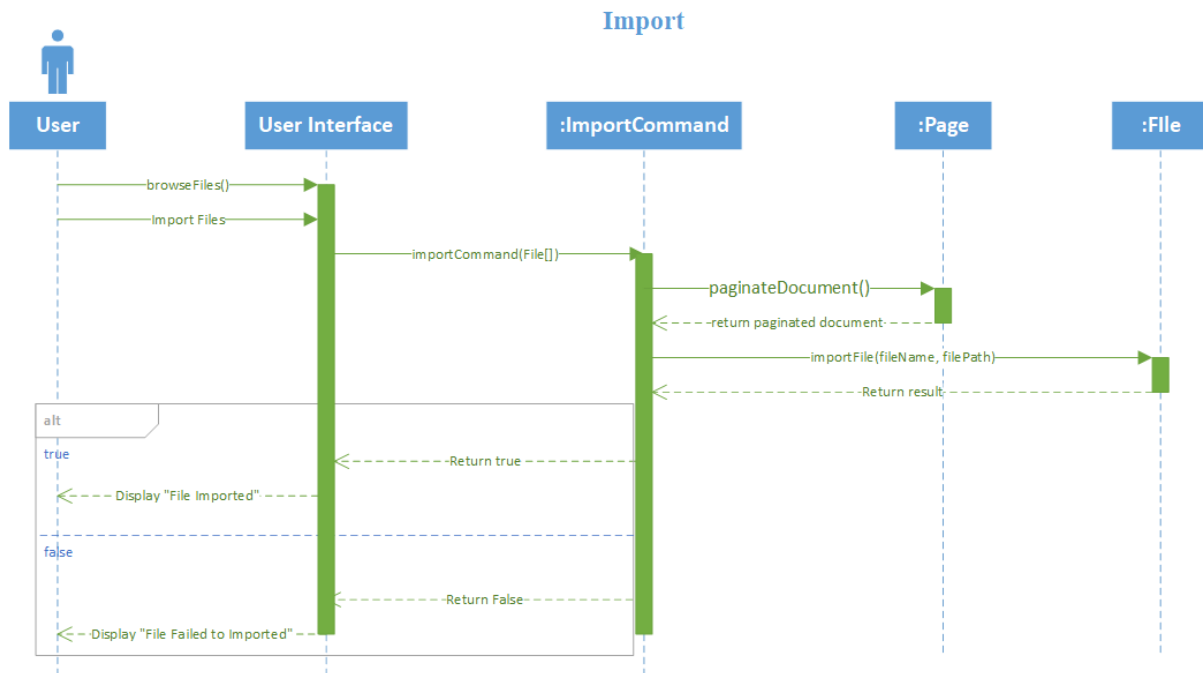 Import
User
User Interface
:ImportCommand
:Page
:FIle
browseFiles()
Import Files
importCommand(File[])
paginateDocument()
return paginated document
importFile(fileName, filePath)
Return result
alt
true
Return true
Display "File Imported"
false
Return False
Display "File Failed to Imported"